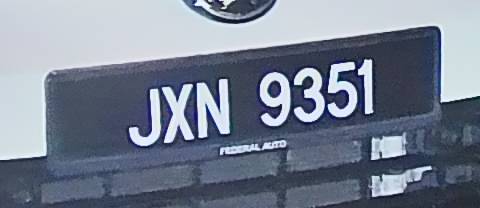 JXN 9351
FEDERAL AUTO